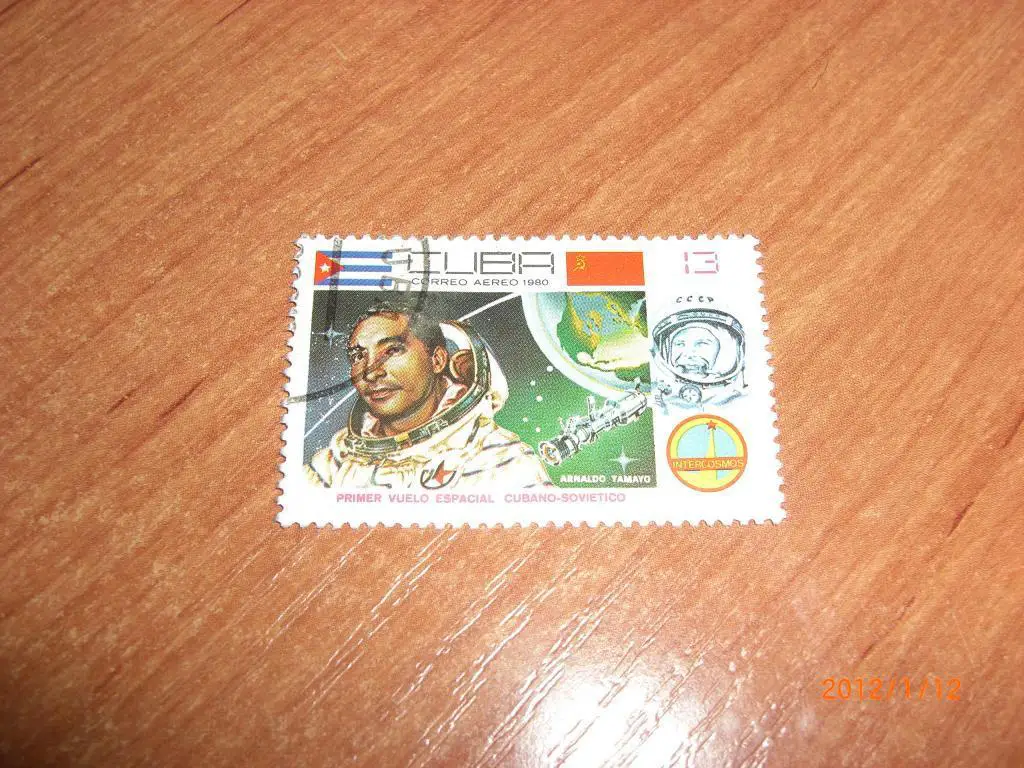 CUBA
CORREO AEREO 1980
13
CCCP
ARNALDO TAMAYO
INTERCOSMOS
PRIMER VUELO ESPACIAL CUBANO-SOVIETICO
2012/1/12